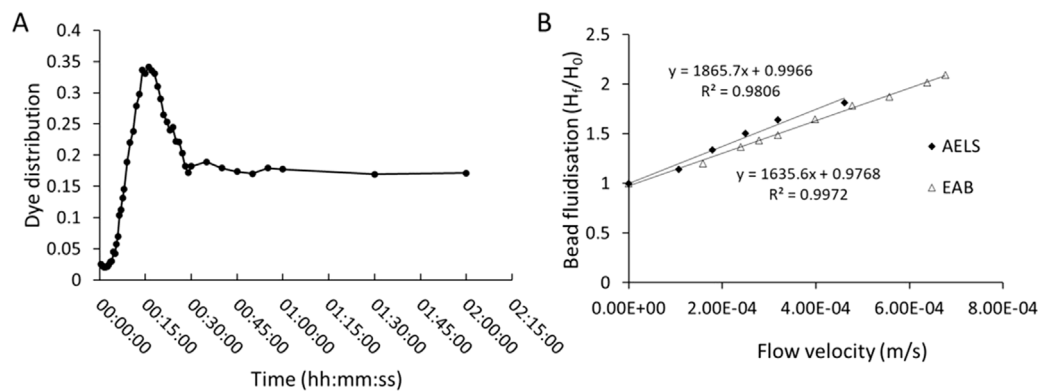 A
Dye distribution
0.4
0.35
0.3
0.25
0.2
0.15
0.1
0.05
0
00:00:00
00:15:00
00:30:00
00:45:00
01:00:00
01:15:00
01:30:00
01:45:00
02:00:00
02:15:00
Time (hh:mm:ss)
B
Bead fluidisation (Hf/H0)
2.5
2
1.5
1
0.5
0
y = 1865.7x + 0.9966
R² = 0.9806
y = 1635.6x + 0.9768
R² = 0.9972
AELS
EAB
0.00E+00
2.00E-04
4.00E-04
6.00E-04
8.00E-04
Flow velocity (m/s)